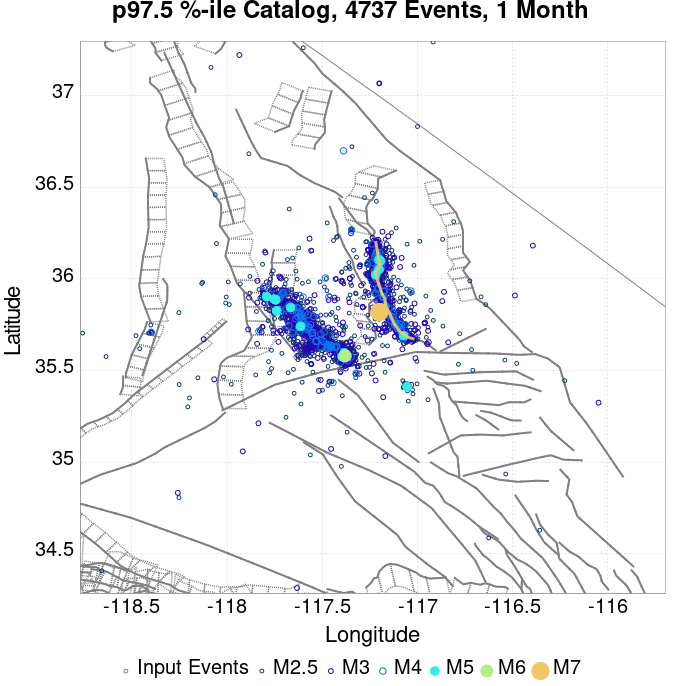 p97.5 %-ile Catalog, 4737 Events, 1 Month
37
36.5
36
35.5
35
34.5
Latitude
-118.5 -118 -117.5 -117 -116.5 -116
Longitude
Input Events M2.5 M3 M4 M5 M6 M7